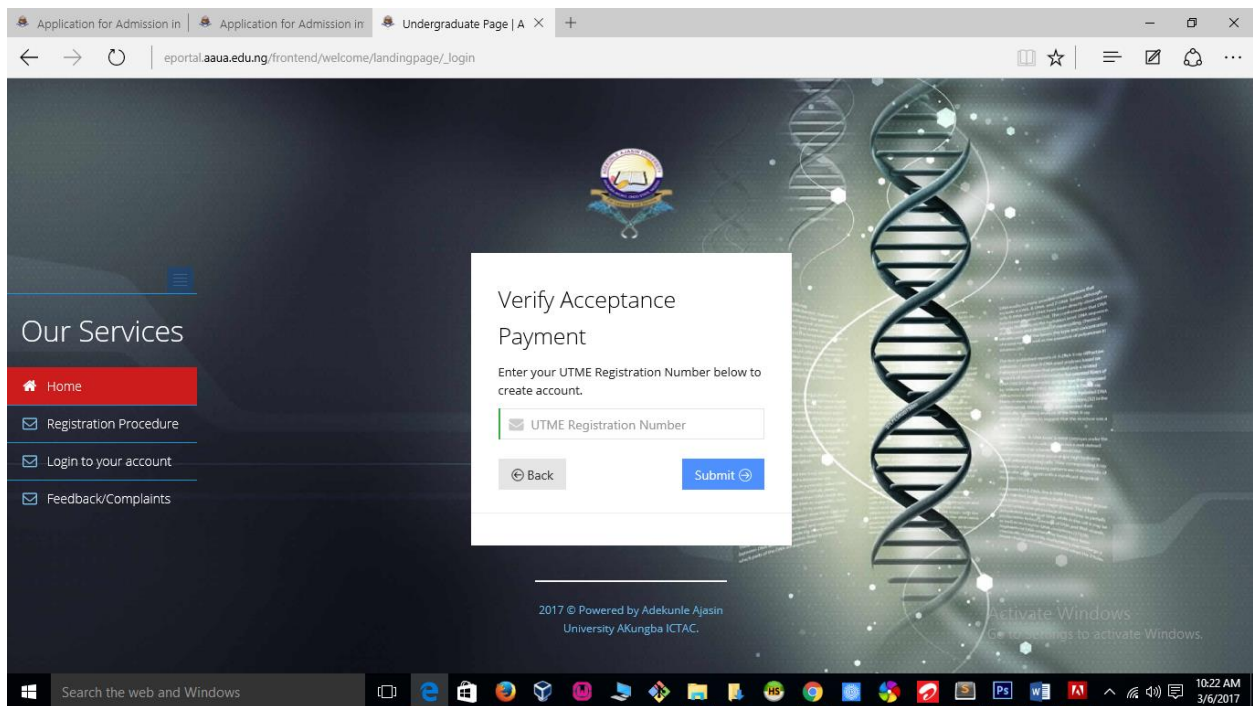 Application for Admission in
Application for Admission in
Undergraduate Page | A
eportal.aaua.edu.ng/frontend/welcome/landingpage/_login
Our Services
Home
Registration Procedure
Login to your account
Feedback/Complaints
Verify Acceptance
Payment
Enter your UTME Registration Number below to
create account.
UTME Registration Number
Back
Submit
2017 © Powered by Adekunle Ajasin
University AKungba ICTAC.
Activate Windows
Go to Settings to activate Windows.
Search the web and Windows
HS
S
Ps
10:22 AM
3/6/2017